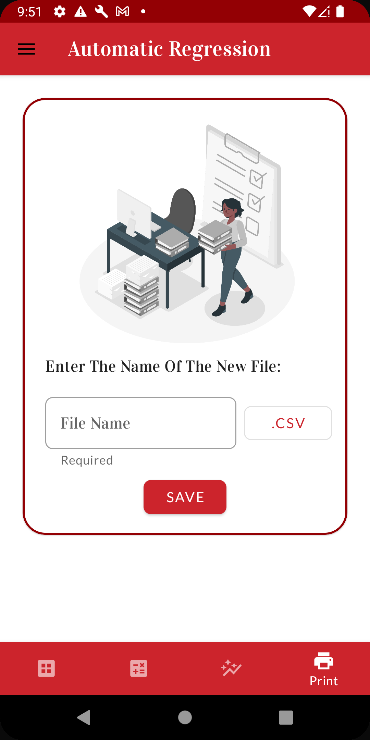 9:51
Automatic Regression
Enter The Name Of The New File:
File Name
.CSV
Required
SAVE
Print